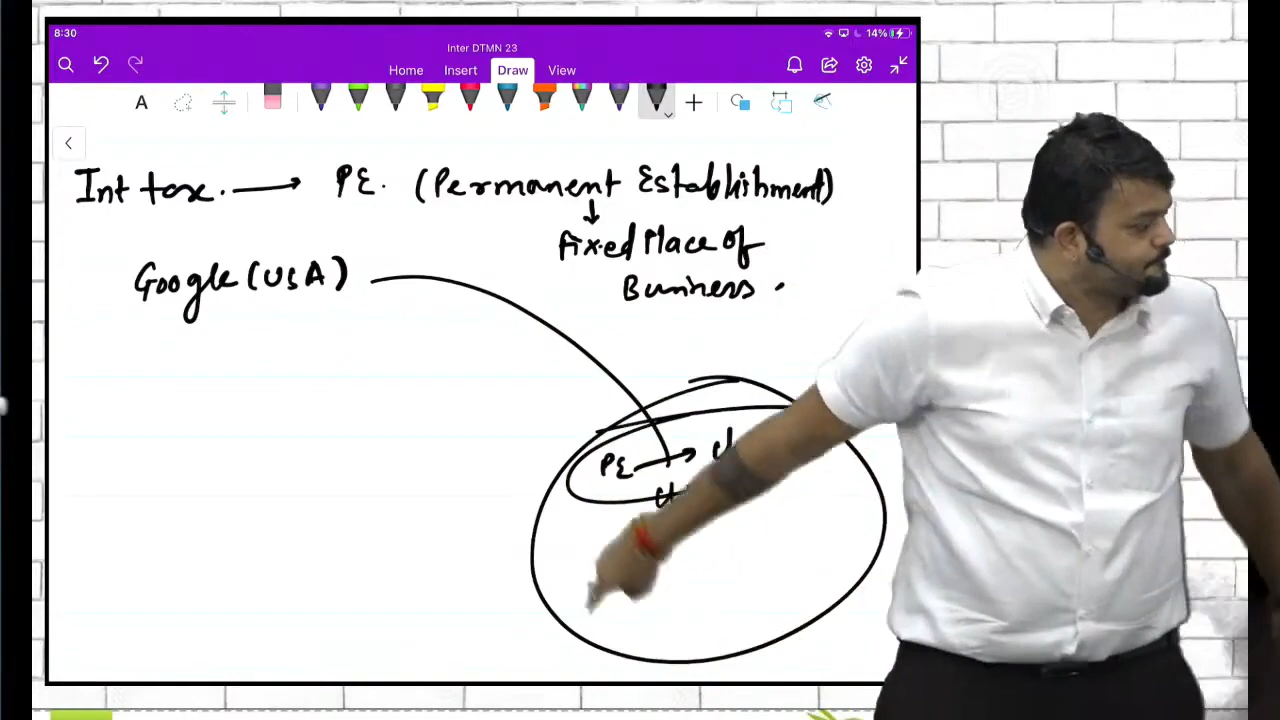 8:30
14%
Inter DTMN 23
Home Insert Draw View
A
Int tax. → PE. (Permanent Establishment)
↓
Fixed Place of
Business.
Google (USA)
PE →